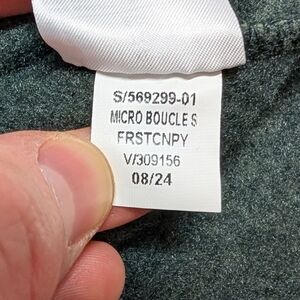 S/569299-01
MICRO BOUCLE S
FRSTCNPY
V/309156
08/24